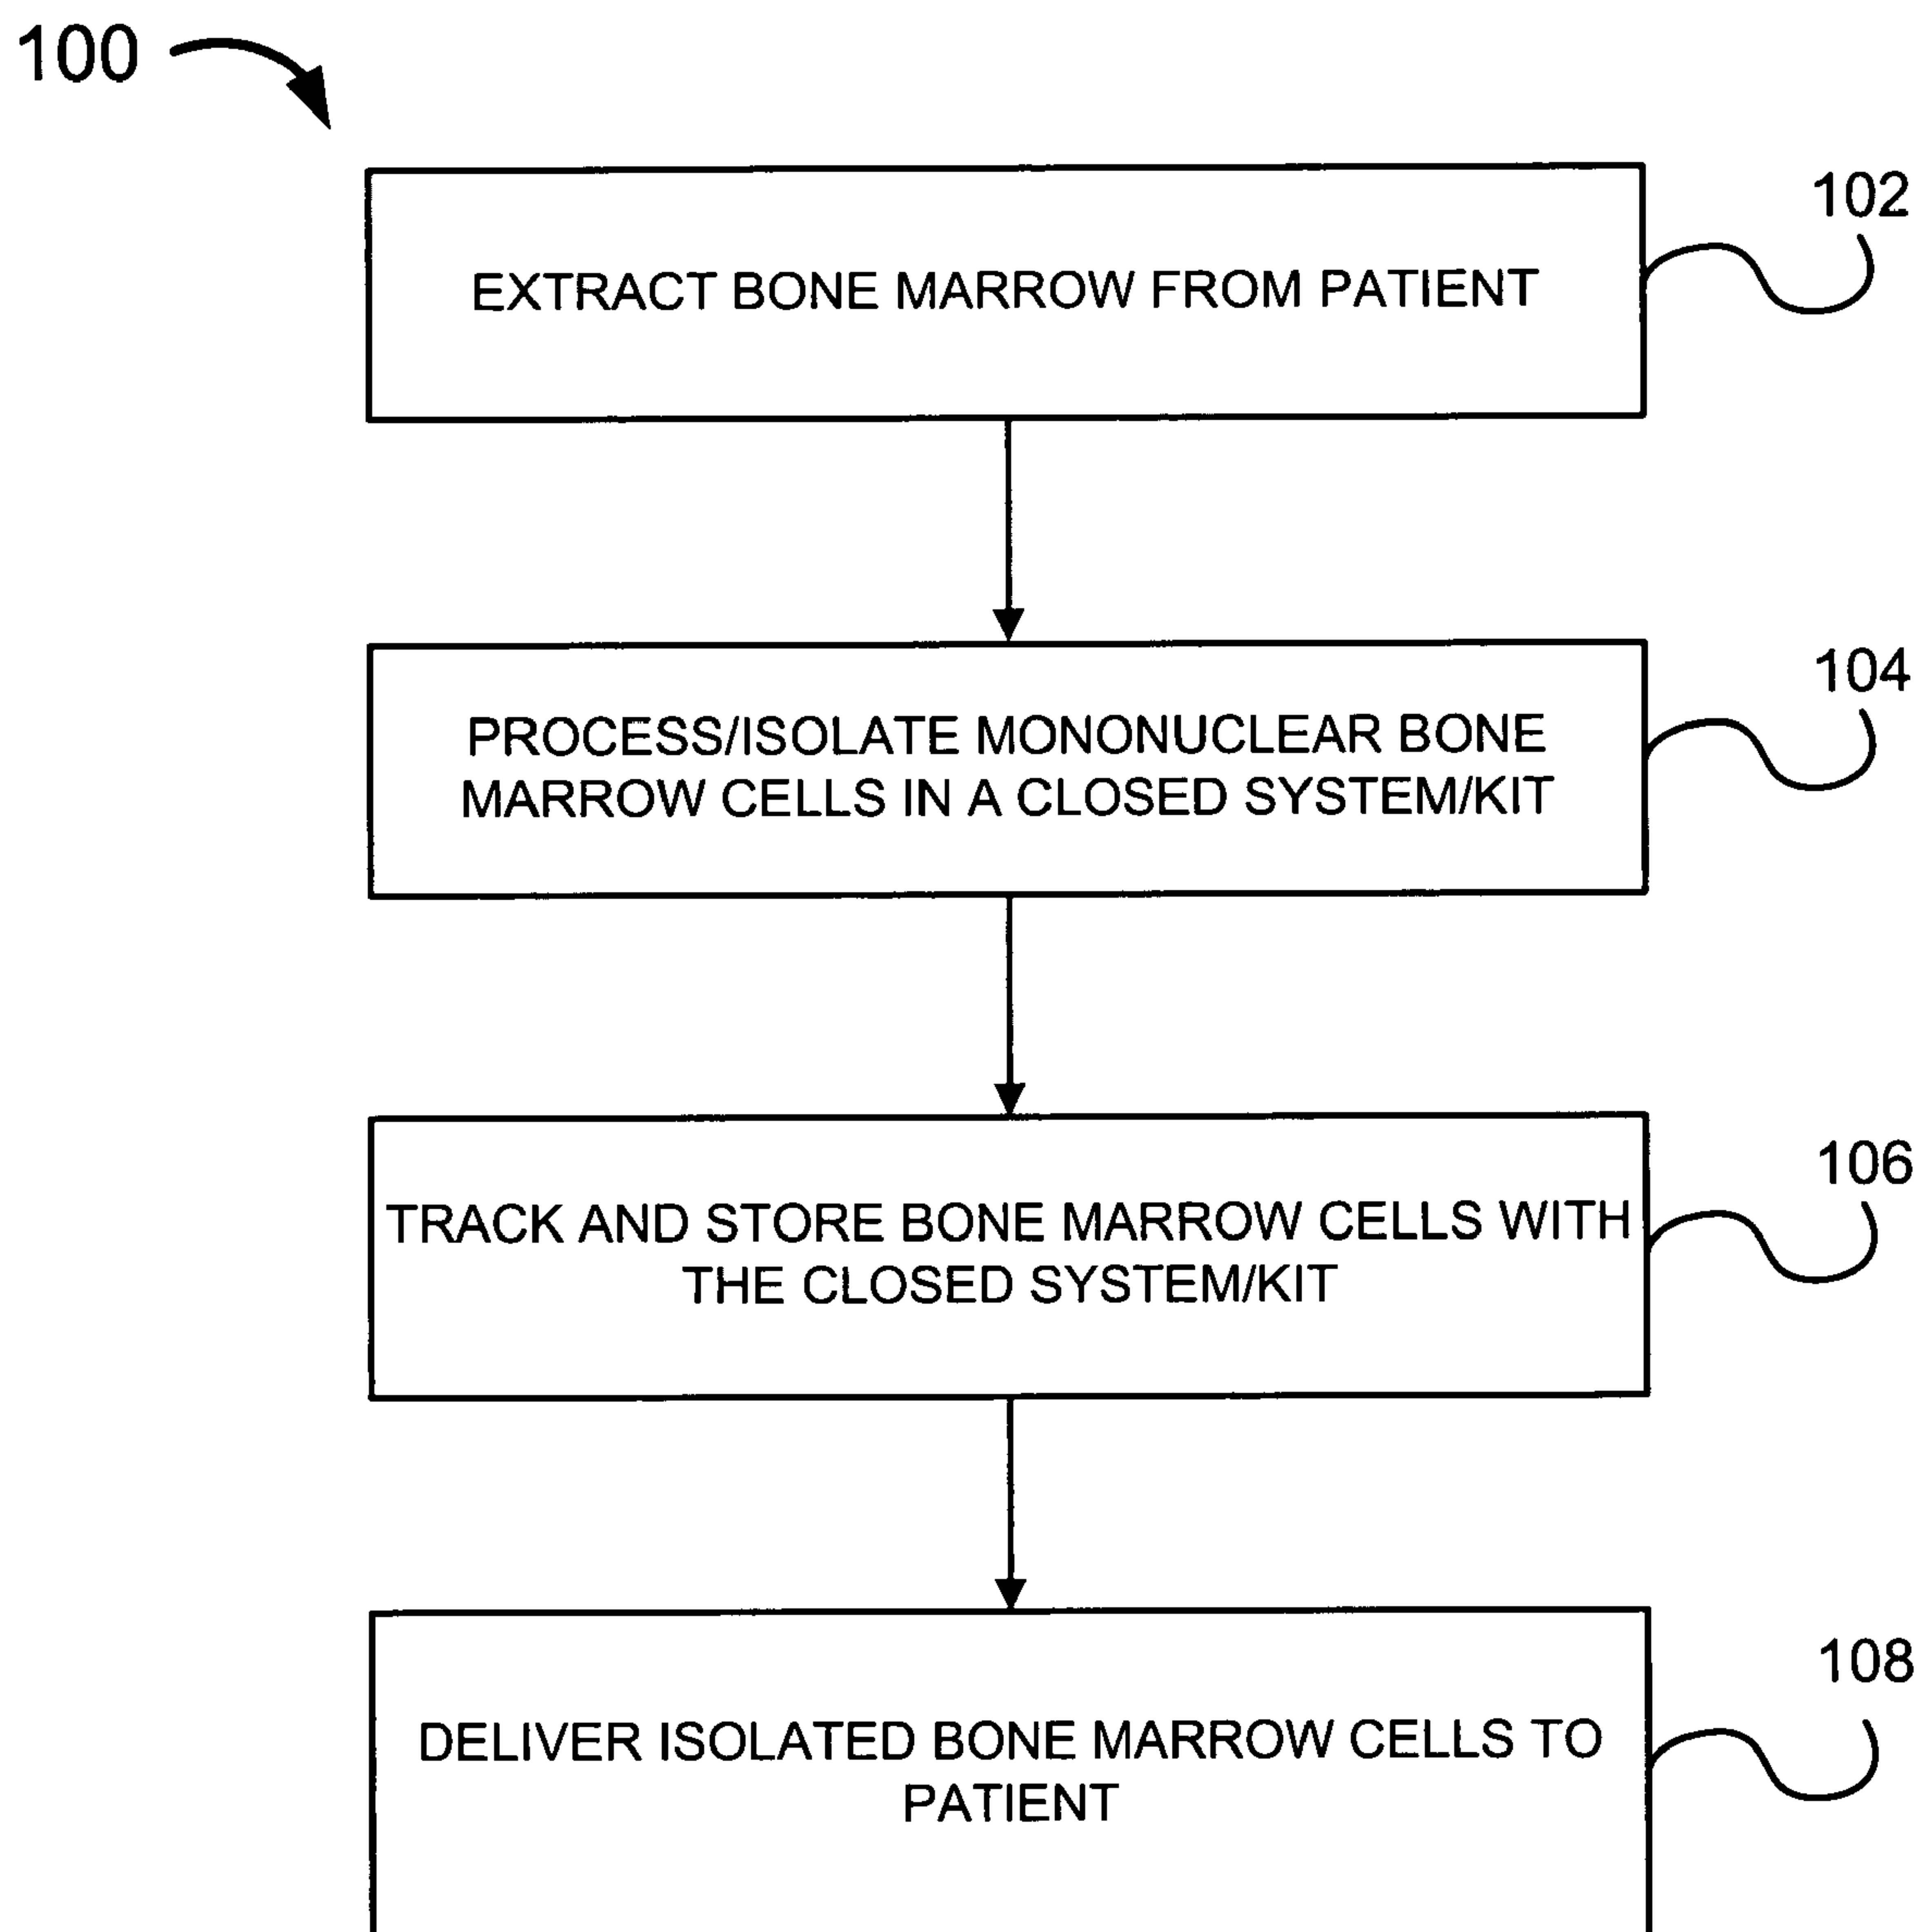 100
102
EXTRACT BONE MARROW FROM PATIENT
104
PROCESS/ISOLATE MONONUCLEAR BONE
MARROW CELLS IN A CLOSED SYSTEM/KIT
106
TRACK AND STORE BONE MARROW CELLS WITH
THE CLOSED SYSTEM/KIT
108
DELIVER ISOLATED BONE MARROW CELLS TO
PATIENT